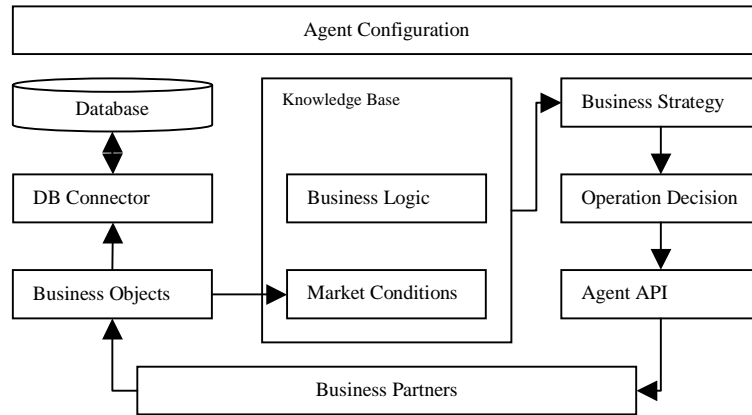 Agent Configuration
Database
Knowledge Base
Business Strategy
DB Connector
Business Logic
Operation Decision
Business Objects
Market Conditions
Agent API
Business Partners